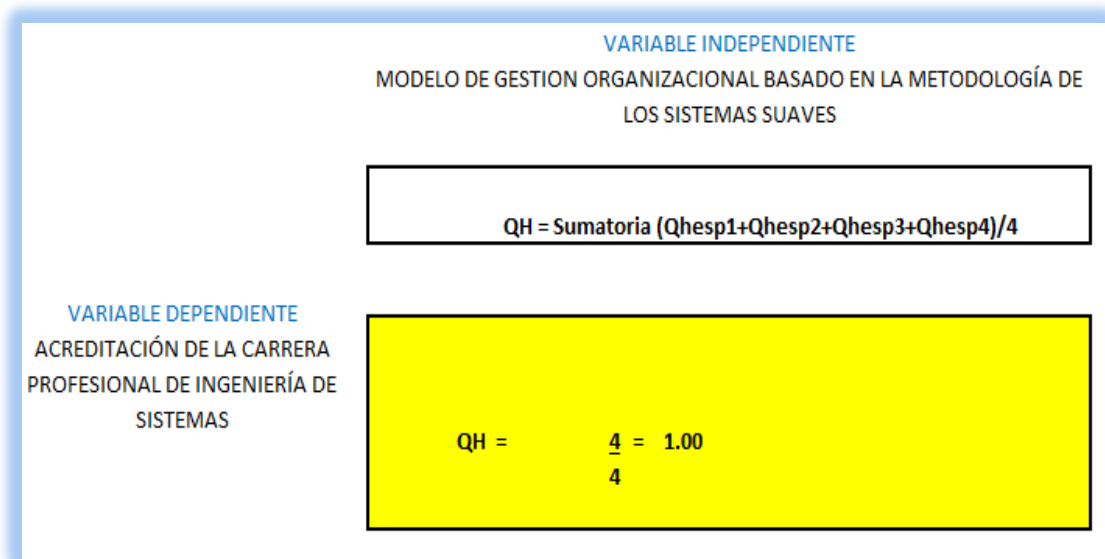 VARIABLE INDEPENDIENTE
MODELO DE GESTION ORGANIZACIONAL BASADO EN LA METODOLOGÍA DE
LOS SISTEMAS SUAVES
QH = Sumatoria (Qhesp1+Qhesp2+Qhesp3+Qhesp4)/4
VARIABLE DEPENDIENTE
ACREDITACIÓN DE LA CARRERA
PROFESIONAL DE INGENIERÍA DE
SISTEMAS
QH = 4 = 1.00
4